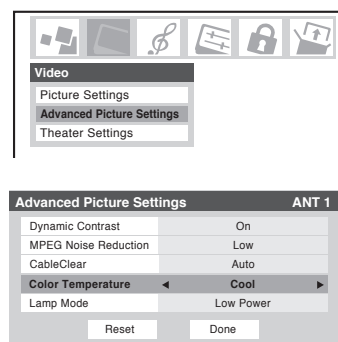 Video
Picture Settings
Advanced Picture Settings
Theater Settings
Advanced Picture Settings ANT 1
Dynamic Contrast On
MPEG Noise Reduction Low
CableClear Auto
Color Temperature ◀ Cool ▶
Lamp Mode Low Power
Reset Done